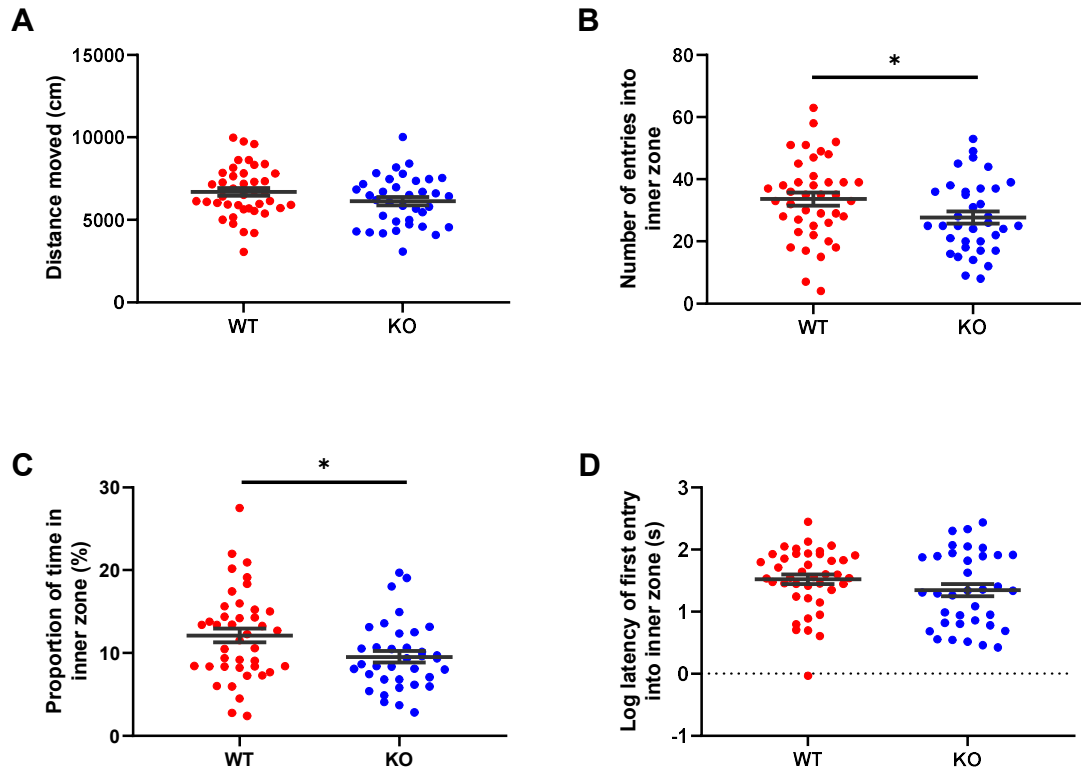 A
Distance moved (cm)
15000
10000
5000
0
WT
KO
B
Number of entries into
inner zone
80
60
40
20
0
*
WT
KO
C
Proportion of time in
inner zone (%)
30
20
10
0
*
WT
KO
D
Log latency of first entry
into inner zone (s)
3
2
1
0
-1
WT
KO